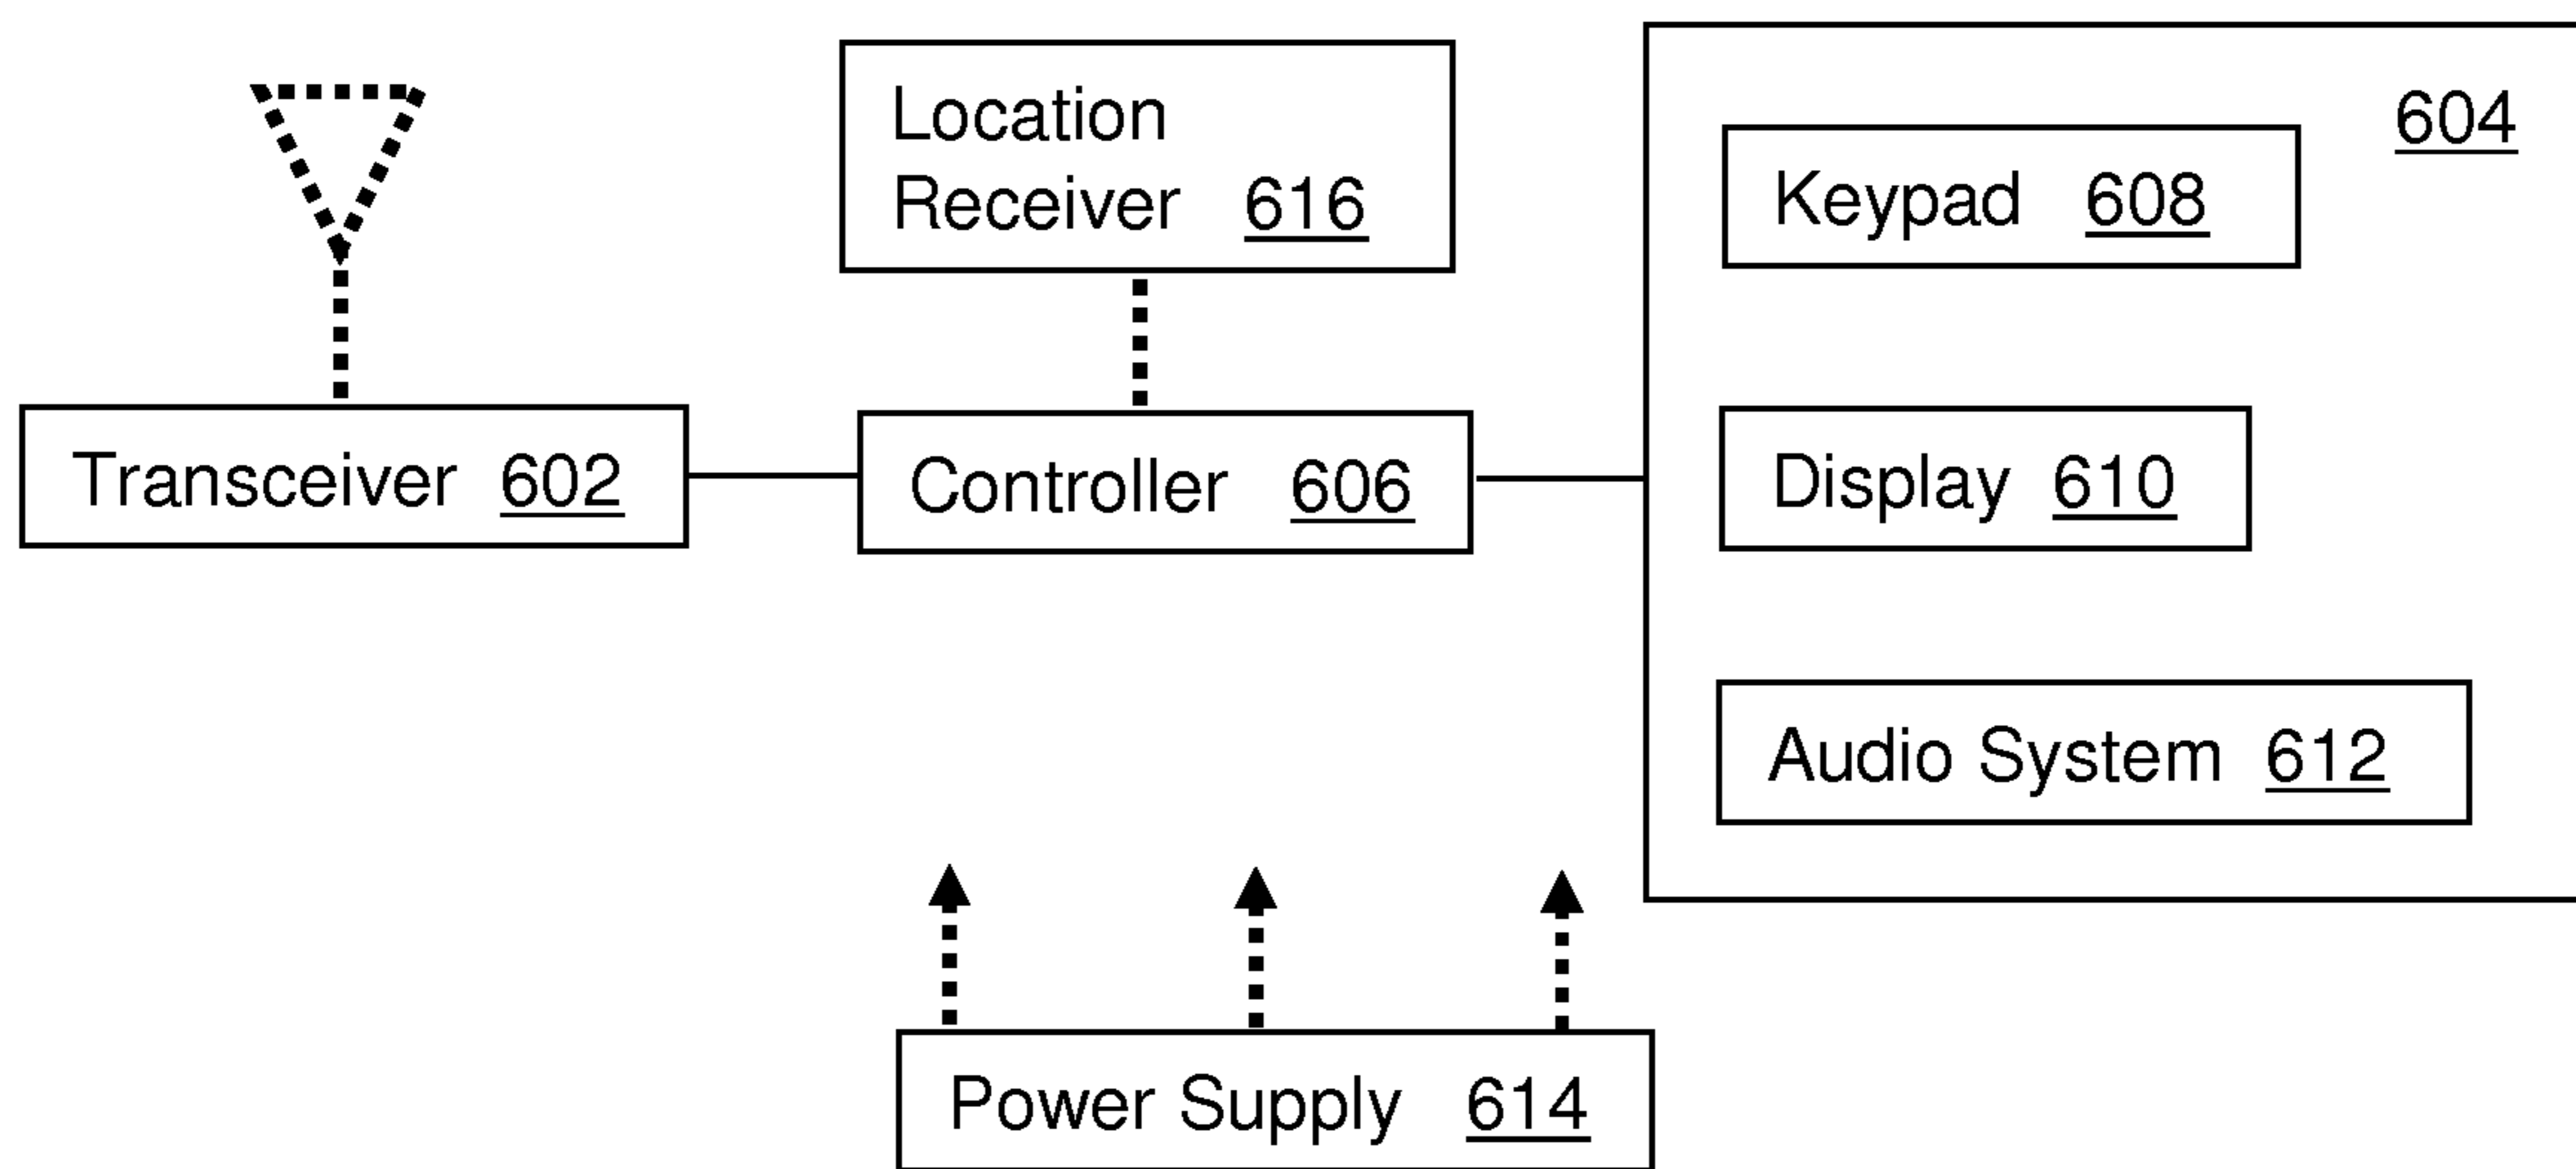 Location
Receiver 616
604
Keypad 608
Transceiver 602
Controller 606
Display 610
Audio System 612
Power Supply 614